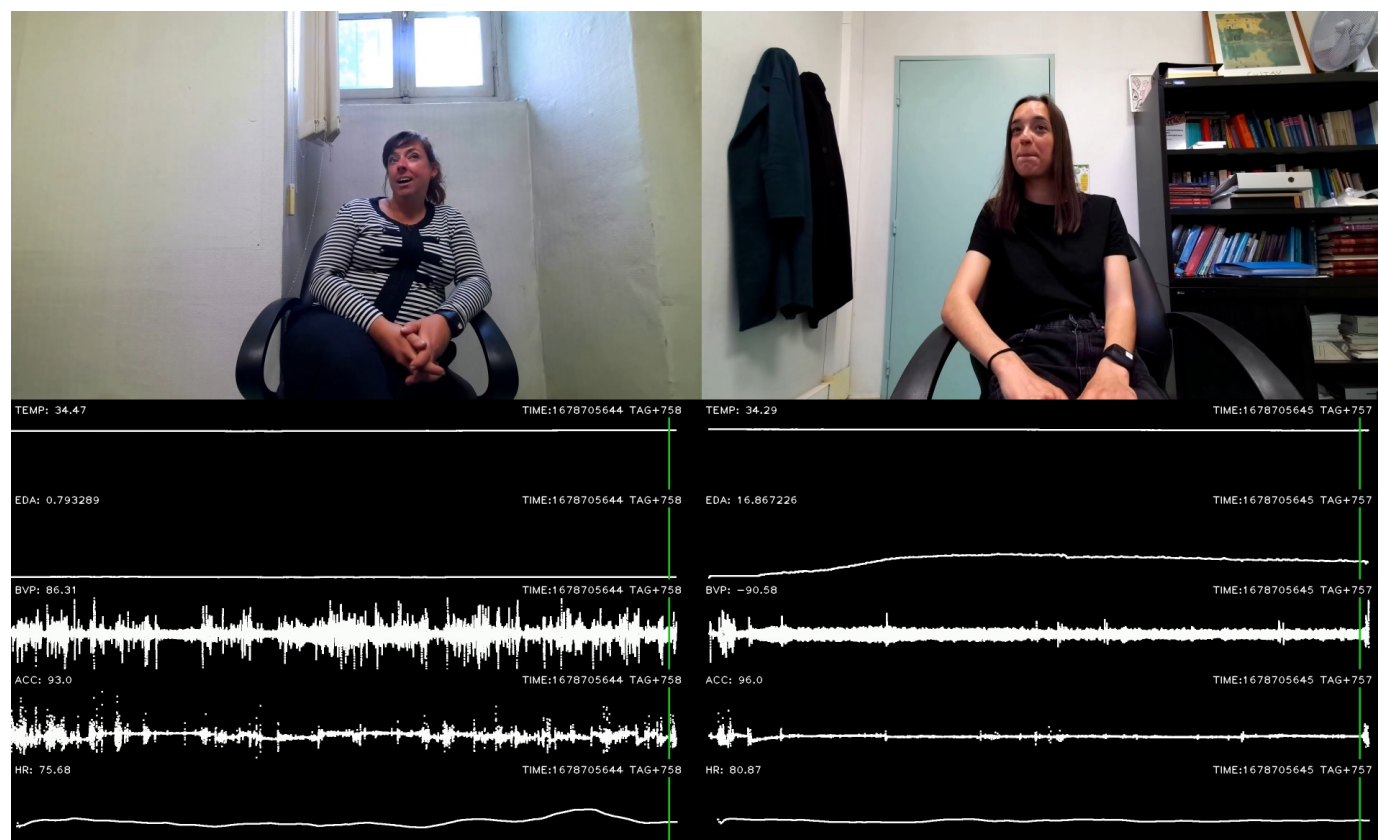 TEMP: 34.47 TIME:1678705644 TAG+758
TEMP: 34.29 TIME:1678705645 TAG+757
EDA: 0.793289 TIME:1678705644 TAG+758
EDA: 16.867226 TIME:1678705645 TAG+757
BVP: 86.31 TIME:1678705644 TAG+758
BVP: -90.58 TIME:1678705645 TAG+757
ACC: 93.0 TIME:1678705644 TAG+758
ACC: 96.0 TIME:1678705645 TAG+757
HR: 75.68 TIME:1678705644 TAG+758
HR: 80.87 TIME:1678705645 TAG+757